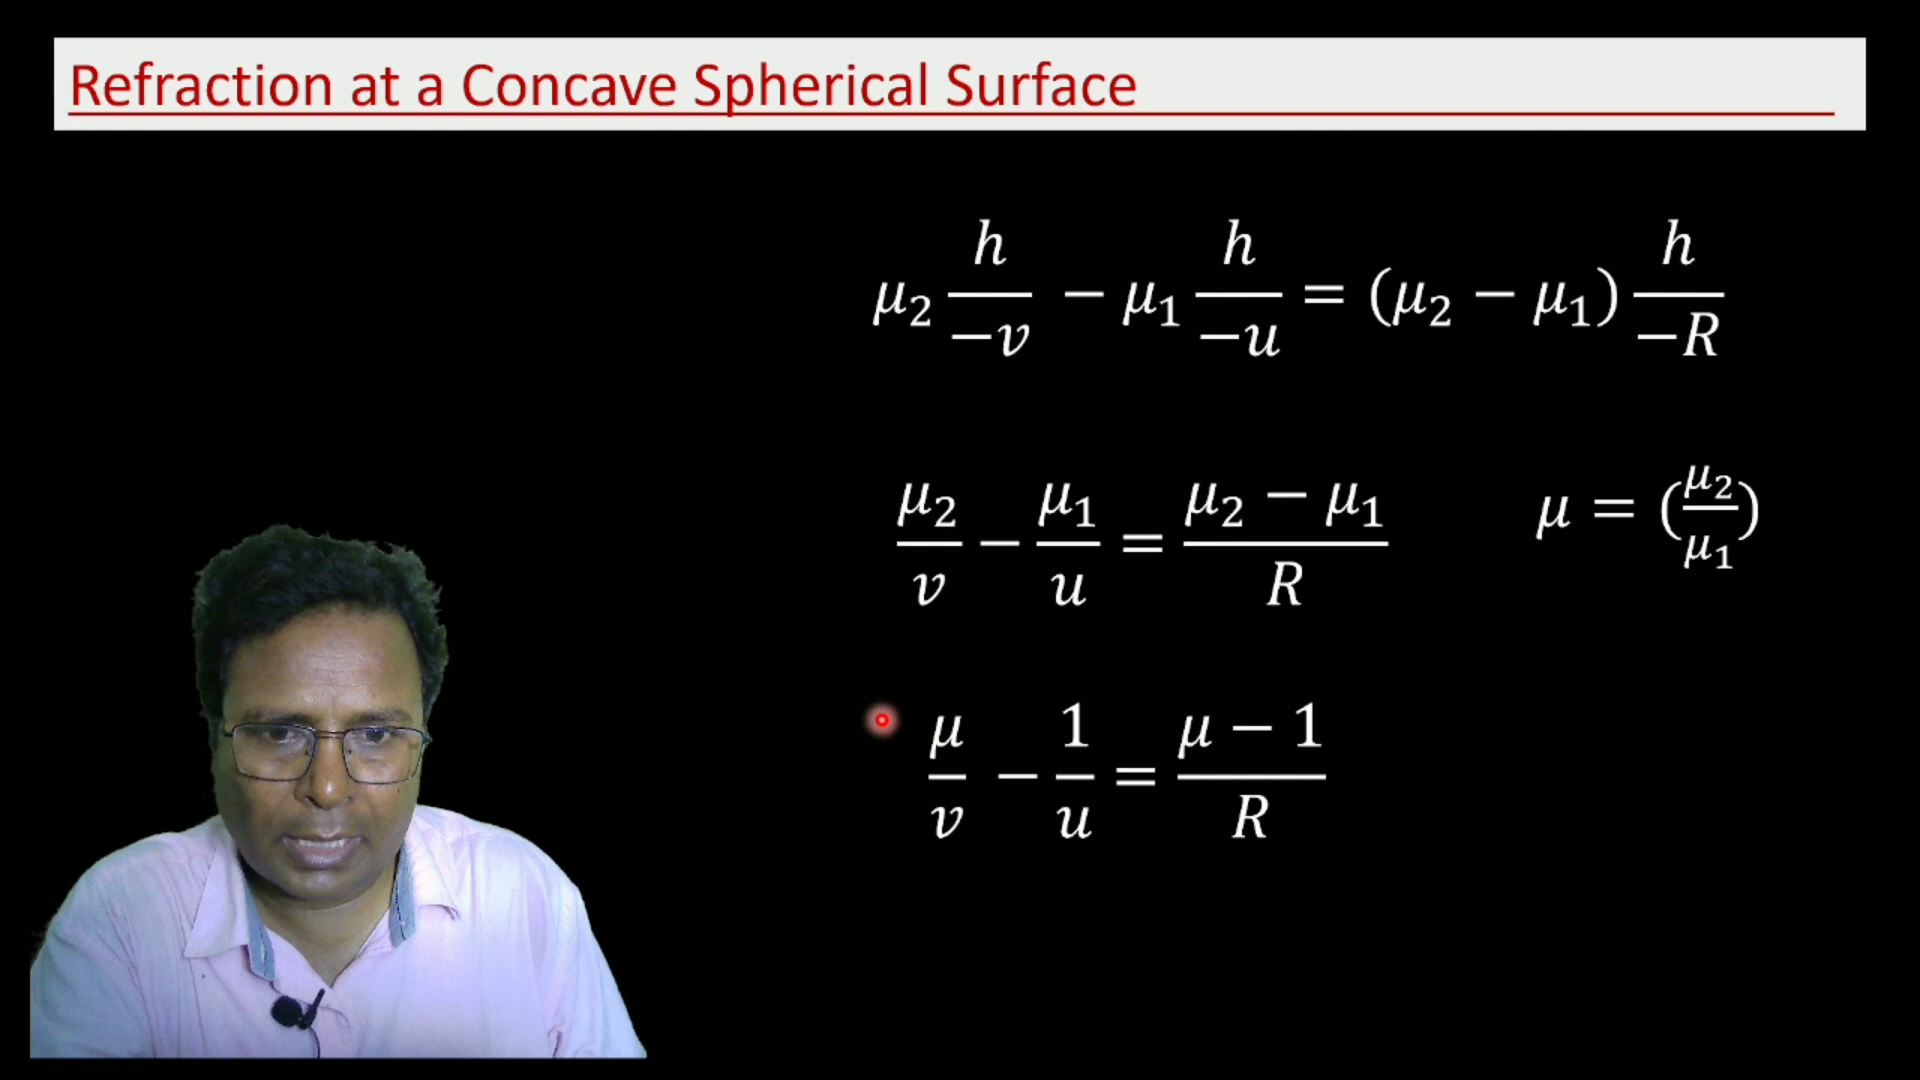 Refraction at a Concave Spherical Surface
μ₂ h/−v − μ₁ h/−u = (μ₂ − μ₁) h/−R
μ₂/v − μ₁/u = (μ₂ − μ₁)/R    μ = (μ₂/μ₁)
μ/v − 1/u = (μ − 1)/R